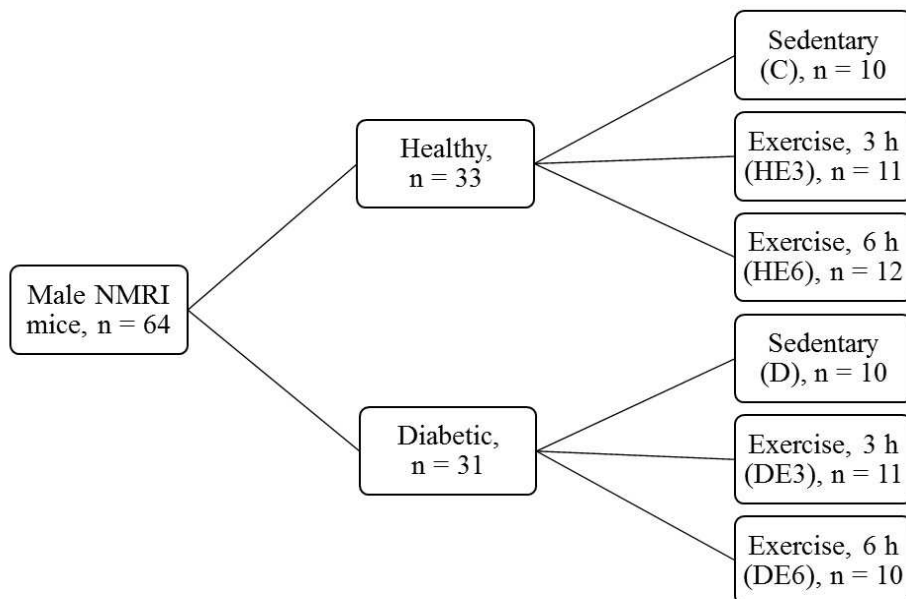 Male NMRI
mice, n = 64
Healthy,
n = 33
Diabetic,
n = 31
Sedentary
(C), n = 10
Exercise, 3 h
(HE3), n = 11
Exercise, 6 h
(HE6), n = 12
Sedentary
(D), n = 10
Exercise, 3 h
(DE3), n = 11
Exercise, 6 h
(DE6), n = 10